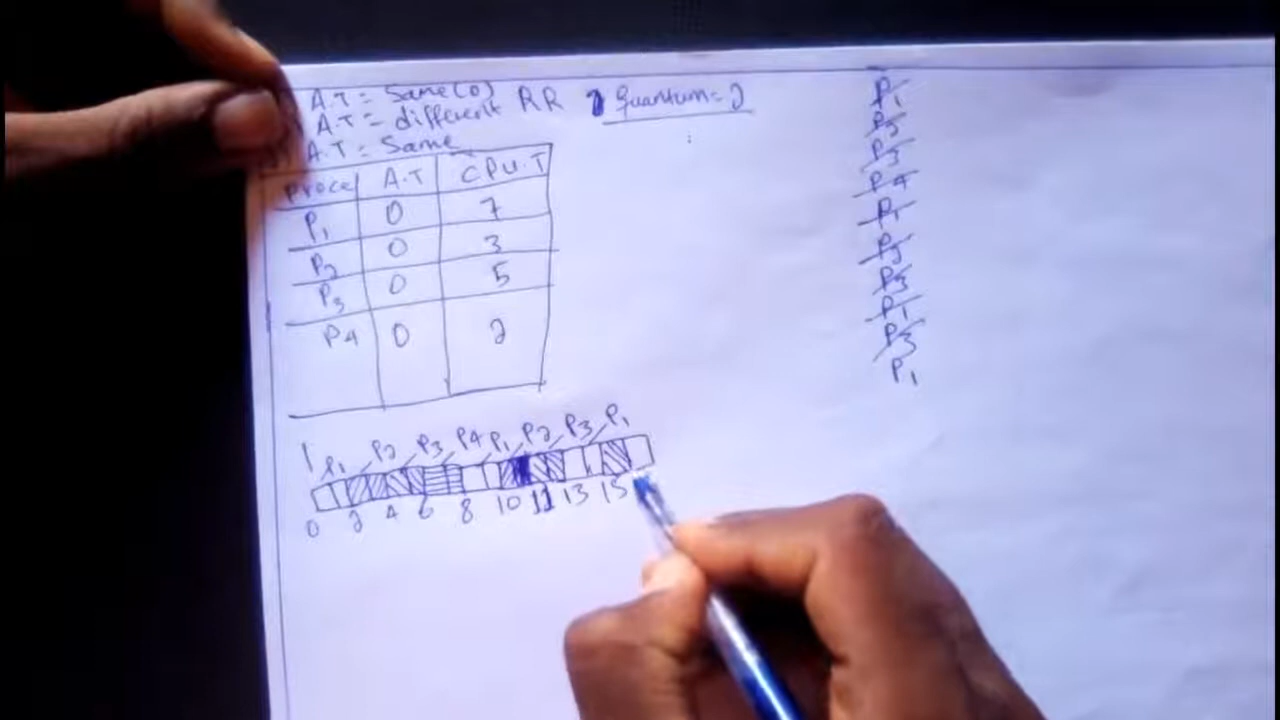 A.T = Same(0)
A.T = different RR Quantum = 2
A.T = Same
Proce A.T CPU.T
P1 0 7
P2 0 3
P3 0 5
P4 0 2
P1 P2 P3 P4 P1 P2 P3 P1
0 2 4 6 8 10 11 13 15
P1
P2
P3
P4
P1
P2
P3
P1
P3
P1